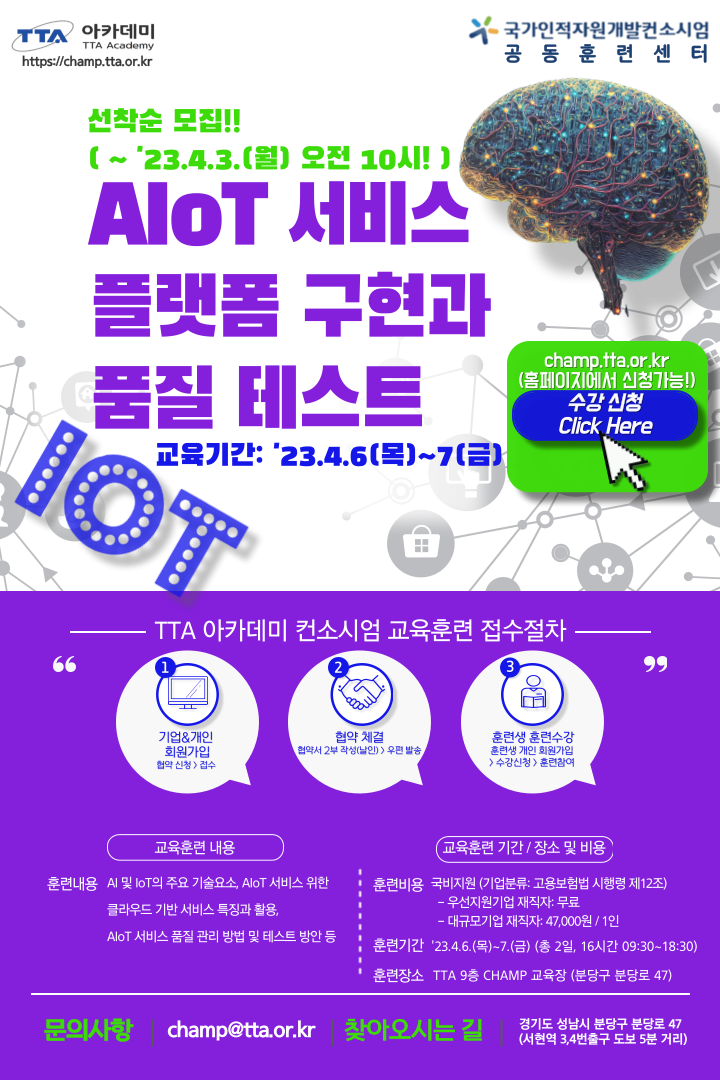 TTA 아카데미
TTA Academy
https://champ.tta.or.kr
국가인적자원개발컨소시엄
공동훈련센터
선착순 모집!!
( ~ '23.4.3.(월) 오전 10시! )
AIoT 서비스
플랫폼 구현과
품질 테스트
교육기간: '23.4.6(목)~7(금)
champ.tta.or.kr
(홈페이지에서 신청가능!)
수강 신청
Click Here
IOT
TTA 아카데미 컨소시엄 교육훈련 접수절차
“ ”
1
기업&개인
회원가입
협약 신청 > 접수
2
협약 체결
협약서 2부 작성(날인) > 우편 발송
3
훈련생 훈련수강
훈련생 개인 회원가입
> 수강신청 > 훈련참여
교육훈련 내용
훈련내용 AI 및 IoT의 주요 기술요소, AIoT 서비스 위한
클라우드 기반 서비스 특징과 활용,
AIoT 서비스 품질 관리 방법 및 테스트 방안 등
교육훈련 기간 / 장소 및 비용
훈련비용 국비지원 (기업분류: 고용보험법 시행령 제12조)
- 우선지원기업 재직자: 무료
- 대규모기업 재직자: 47,000원 / 1인
훈련기간 '23.4.6.(목)~7.(금) (총 2일, 16시간 09:30~18:30)
훈련장소 TTA 9층 CHAMP 교육장 (분당구 분당로 47)
문의사항 champ@tta.or.kr 찾아오시는 길
경기도 성남시 분당구 분당로 47
(서현역 3,4번출구 도보 5분 거리)